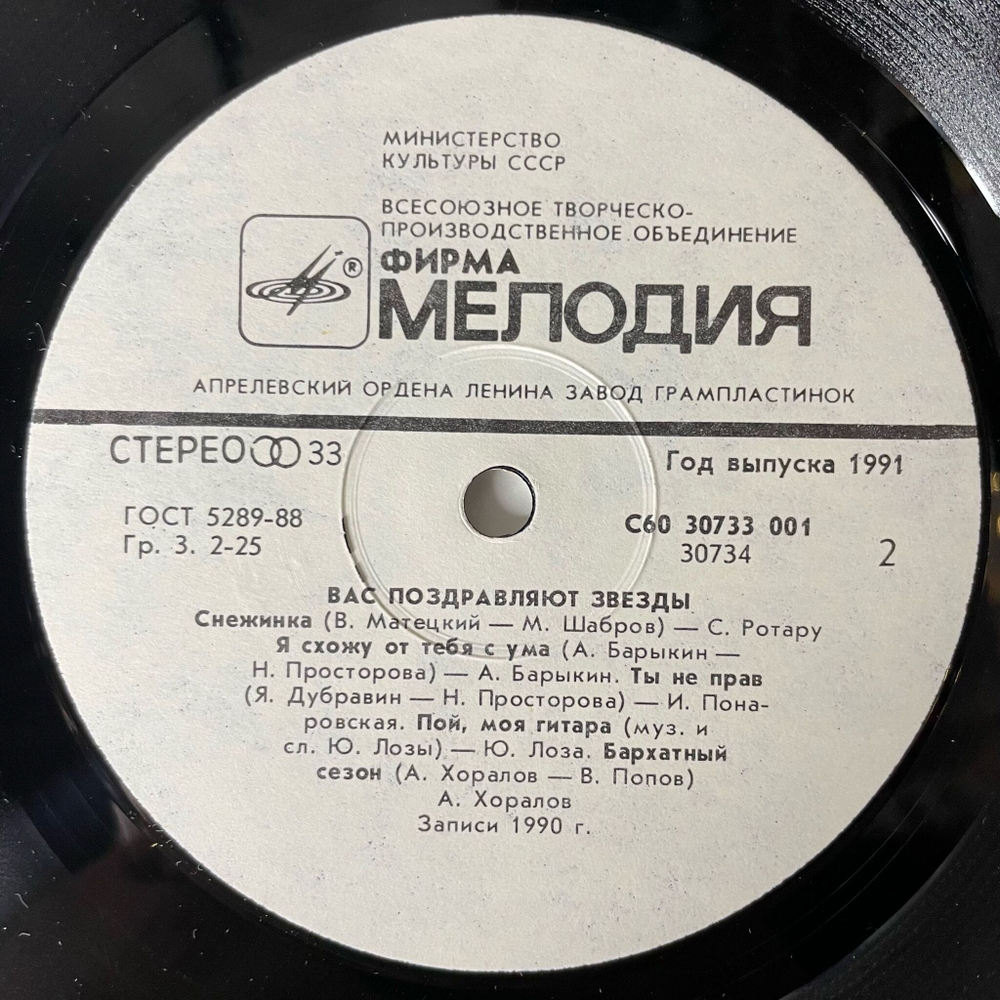 МИНИСТЕРСТВО
КУЛЬТУРЫ СССР
ВСЕСОЮЗНОЕ ТВОРЧЕСКО-
ПРОИЗВОДСТВЕННОЕ ОБЪЕДИНЕНИЕ
®
ФИРМА
МЕЛОДИЯ
АПРЕЛЕВСКИЙ ОРДЕНА ЛЕНИНА ЗАВОД ГРАМПЛАСТИНОК
СТЕРЕО 33
Год выпуска 1991
ГОСТ 5289-88
Гр. 3. 2-25
С60 30733 001
30734
2
ВАС ПОЗДРАВЛЯЮТ ЗВЕЗДЫ
Снежинка (В. Матецкий — М. Шабров) — С. Ротару
Я схожу от тебя с ума (А. Барыкин —
Н. Просторова) — А. Барыкин. Ты не прав
(Я. Дубравин — Н. Просторова) — И. Пона-
ровская. Пой, моя гитара (муз. и
сл. Ю. Лозы) — Ю. Лоза. Бархатный
сезон (А. Хоралов — В. Попов)
А. Хоралов
Записи 1990 г.